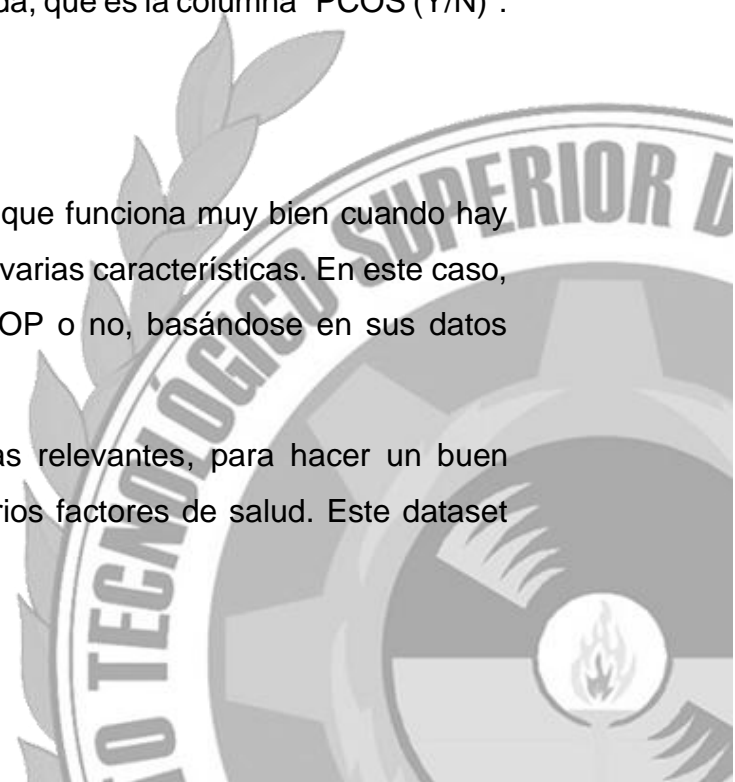 da, que es la columna "PCOS (Y/N)".
que funciona muy bien cuando hay
varias características. En este caso,
OP o no, basándose en sus datos
as relevantes, para hacer un buen
rios factores de salud. Este dataset
TECNOLÓGICO SUPERIOR D